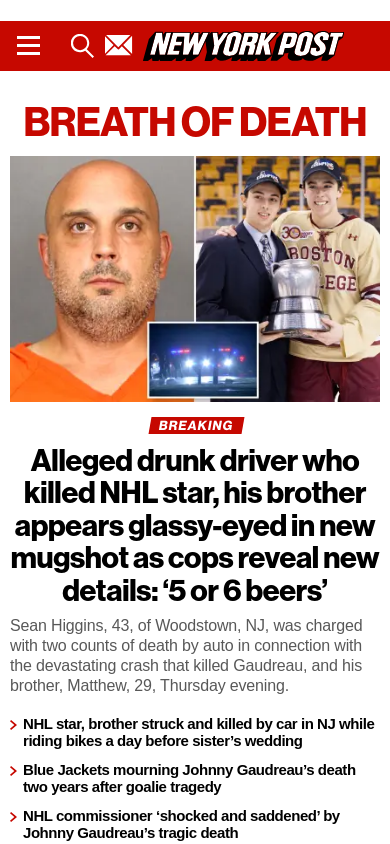 NEW YORK POST
BREATH OF DEATH
30
BOSTON
BREAKING
Alleged drunk driver who
killed NHL star, his brother
appears glassy-eyed in new
mugshot as cops reveal new
details: ‘5 or 6 beers’
Sean Higgins, 43, of Woodstown, NJ, was charged
with two counts of death by auto in connection with
the devastating crash that killed Gaudreau, and his
brother, Matthew, 29, Thursday evening.
NHL star, brother struck and killed by car in NJ while
riding bikes a day before sister’s wedding
Blue Jackets mourning Johnny Gaudreau’s death
two years after goalie tragedy
NHL commissioner ‘shocked and saddened’ by
Johnny Gaudreau’s tragic death